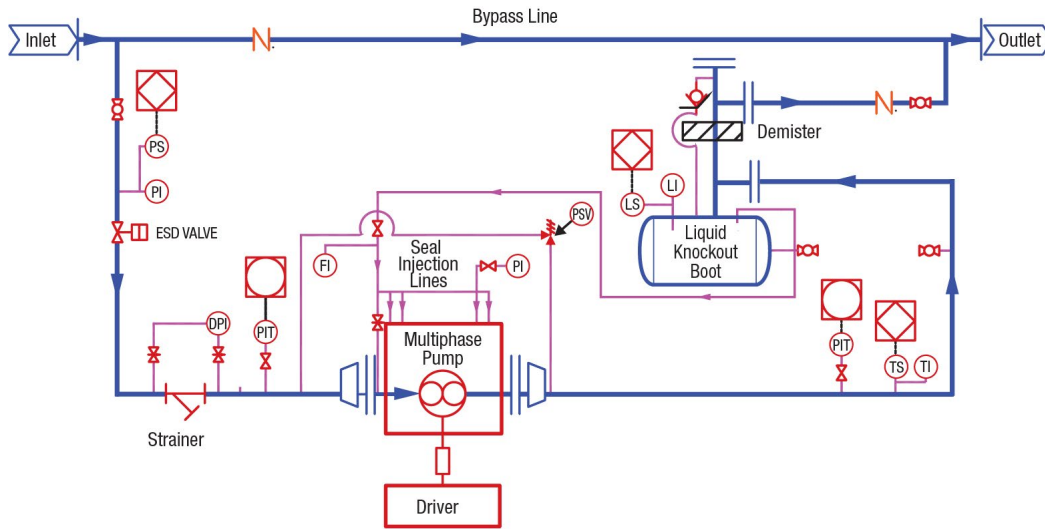 Bypass Line
Inlet
Outlet
PS
PI
ESD VALVE
Demister
LI
LS
Liquid
Knockout
Boot
PSV
FI
Seal
Injection
Lines
PI
DPI
PIT
Multiphase
Pump
PIT
TS
TI
Strainer
Driver